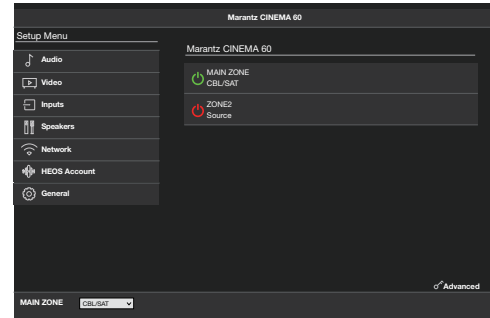 Marantz CINEMA 60
Setup Menu
Audio
Video
Inputs
Speakers
Network
HEOS Account
General
Marantz CINEMA 60
MAIN ZONE
CBL/SAT
ZONE2
Source
Advanced
MAIN ZONE CBL/SAT